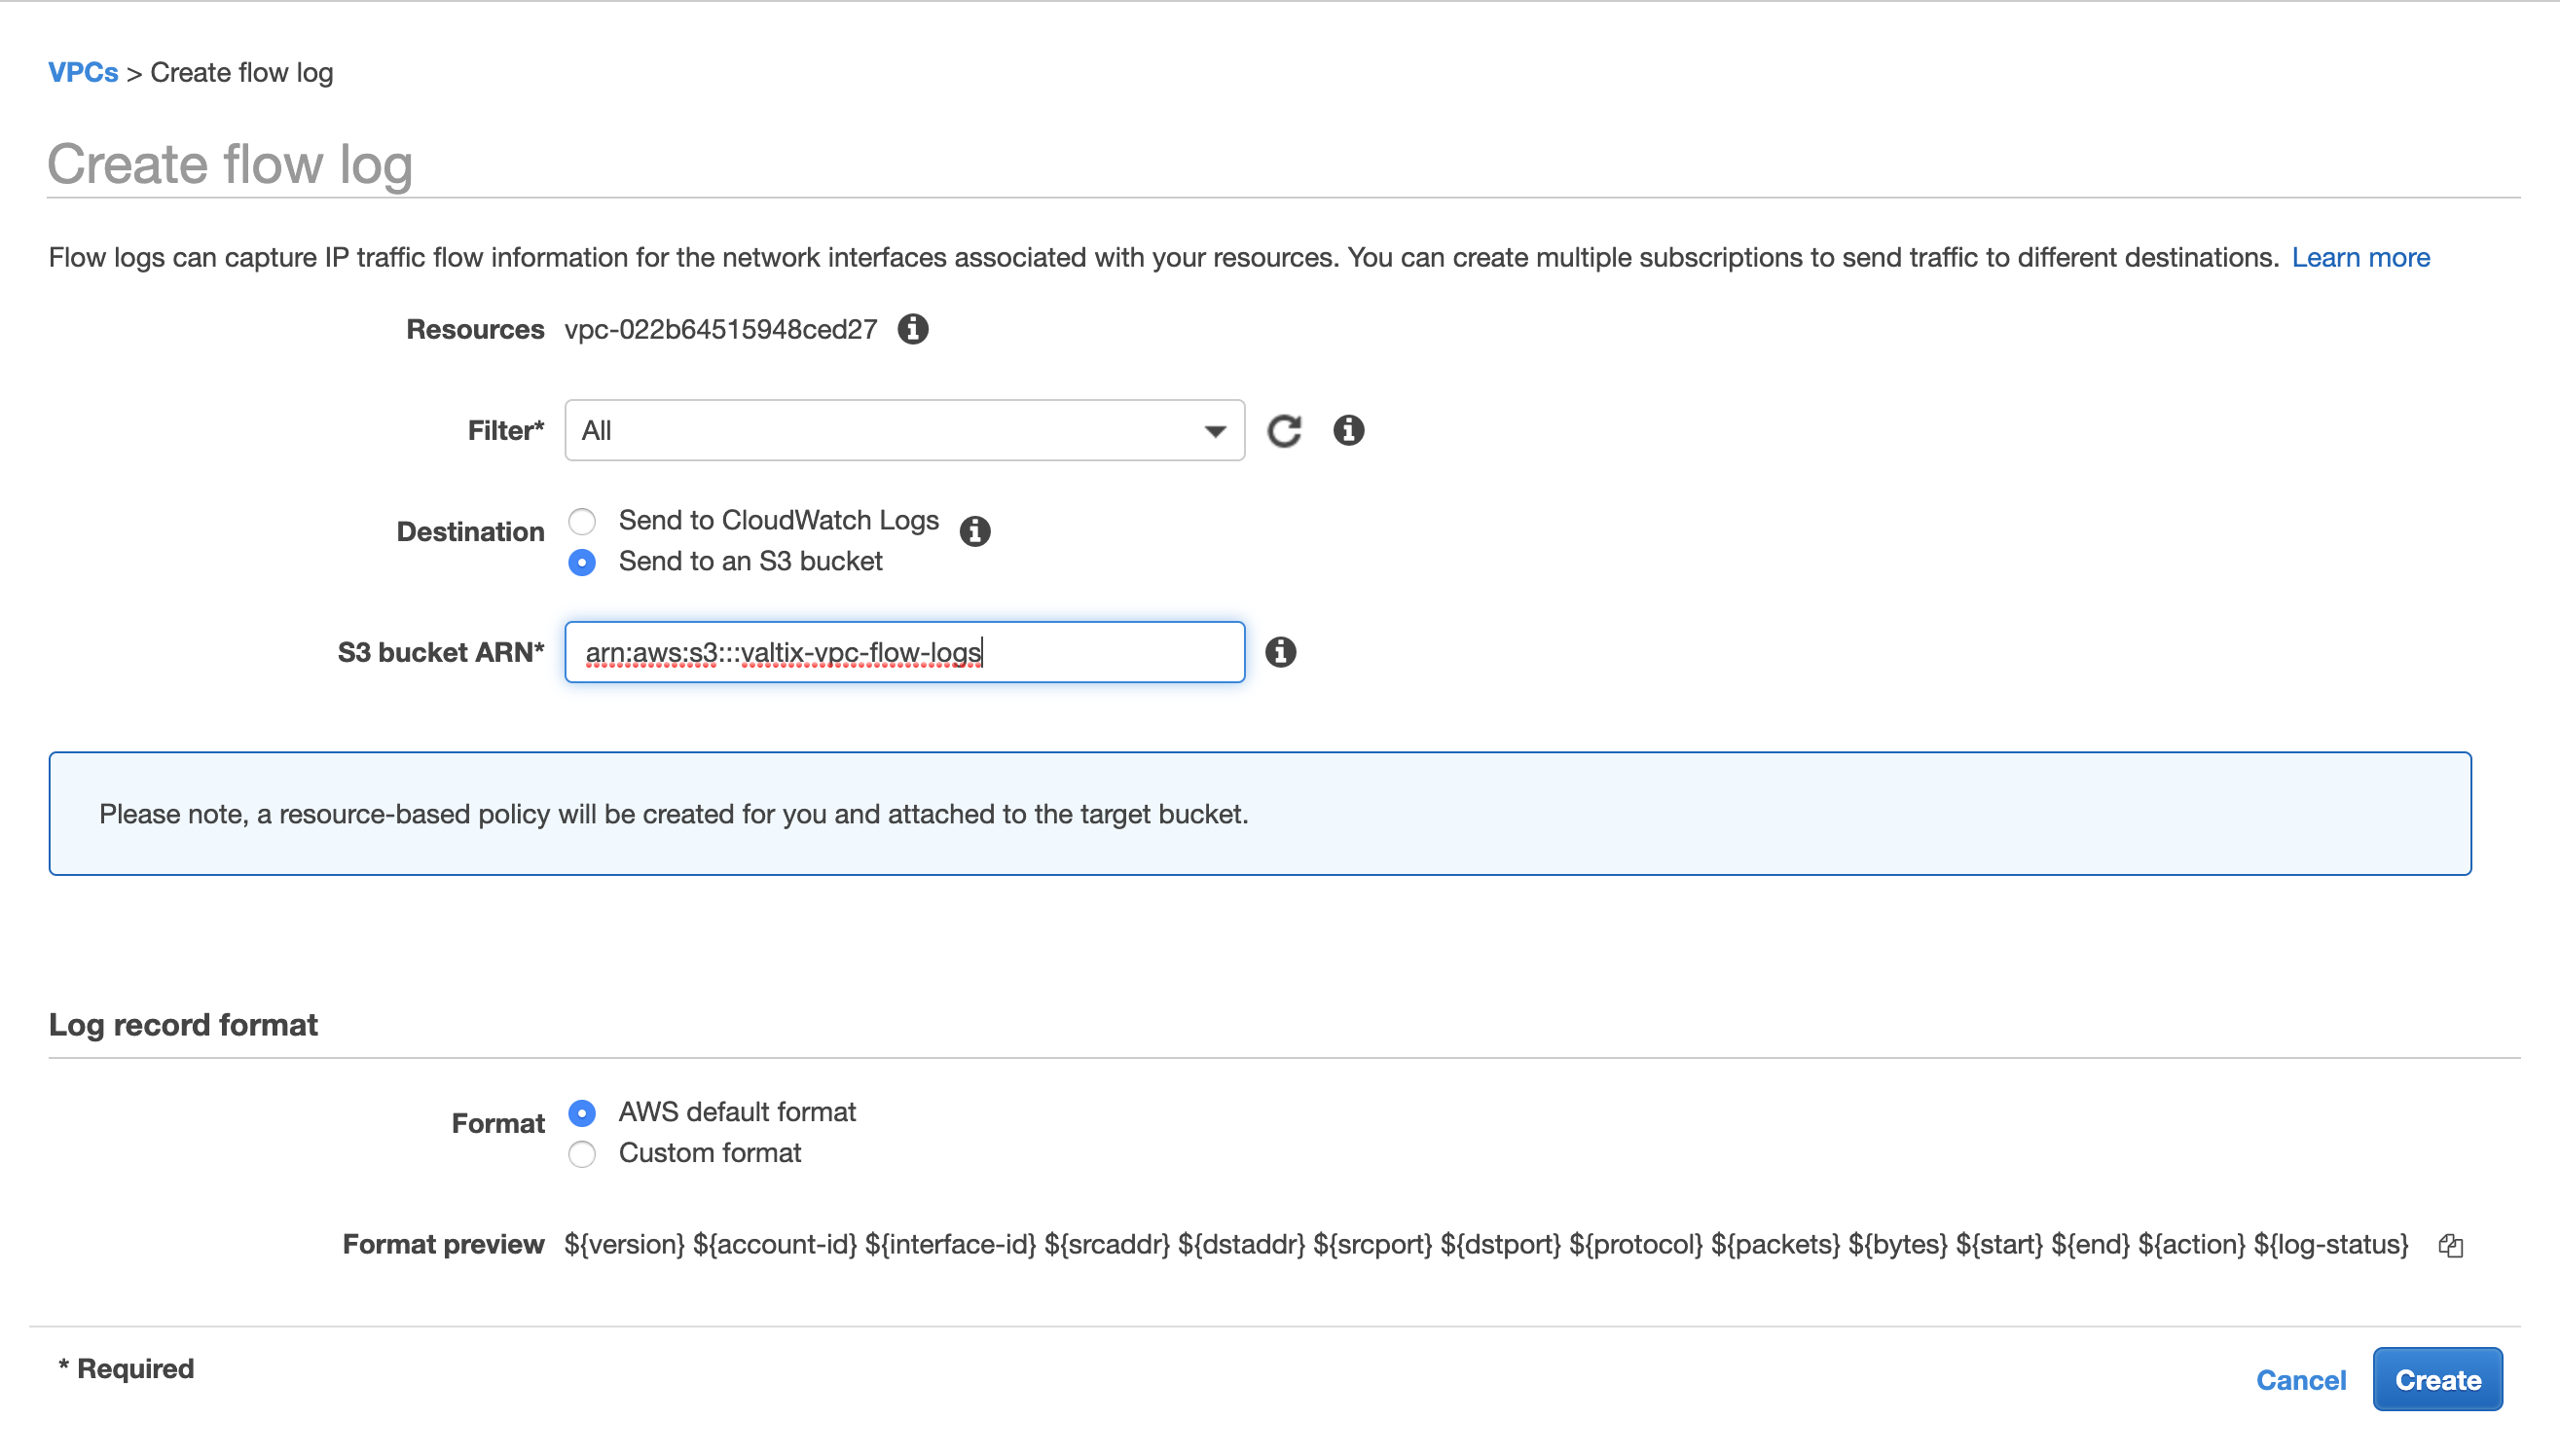 VPCs > Create flow log
Create flow log
Flow logs can capture IP traffic flow information for the network interfaces associated with your resources. You can create multiple subscriptions to send traffic to different destinations. Learn more
Resources vpc-022b64515948ced27
Filter* All
Destination Send to CloudWatch Logs
Send to an S3 bucket
S3 bucket ARN* arn:aws:s3:::valtix-vpc-flow-logs
Please note, a resource-based policy will be created for you and attached to the target bucket.
Log record format
Format AWS default format
Custom format
Format preview ${version} ${account-id} ${interface-id} ${srcaddr} ${dstaddr} ${srcport} ${dstport} ${protocol} ${packets} ${bytes} ${start} ${end} ${action} ${log-status}
* Required
Cancel Create